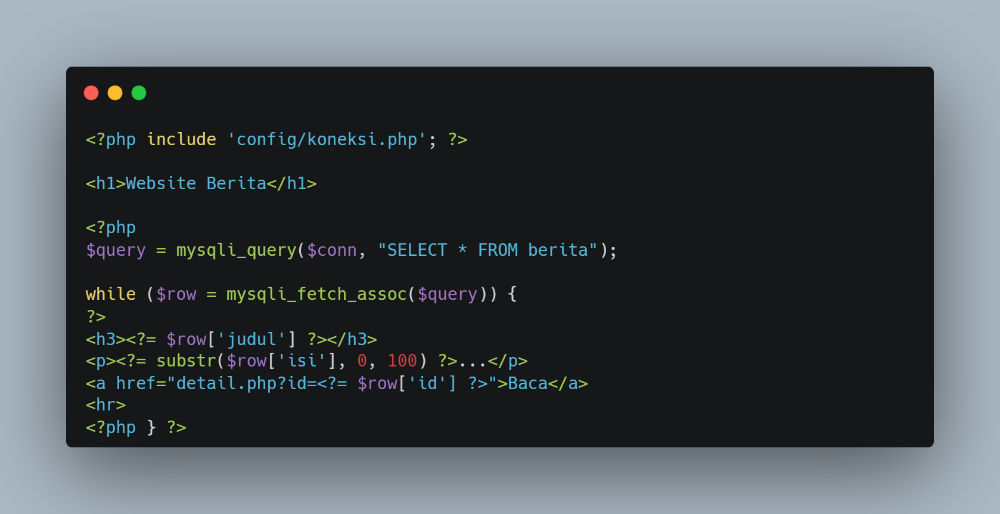 <?php include 'config/koneksi.php'; ?>
<h1>Website Berita</h1>
<?php
$query = mysqli_query($conn, "SELECT * FROM berita");
while ($row = mysqli_fetch_assoc($query)) {
?>
<h3><?= $row['judul'] ?></h3>
<p><?= substr($row['isi'], 0, 100) ?>...</p>
<a href="detail.php?id=<?= $row['id'] ?>">Baca</a>
<hr>
<?php } ?>